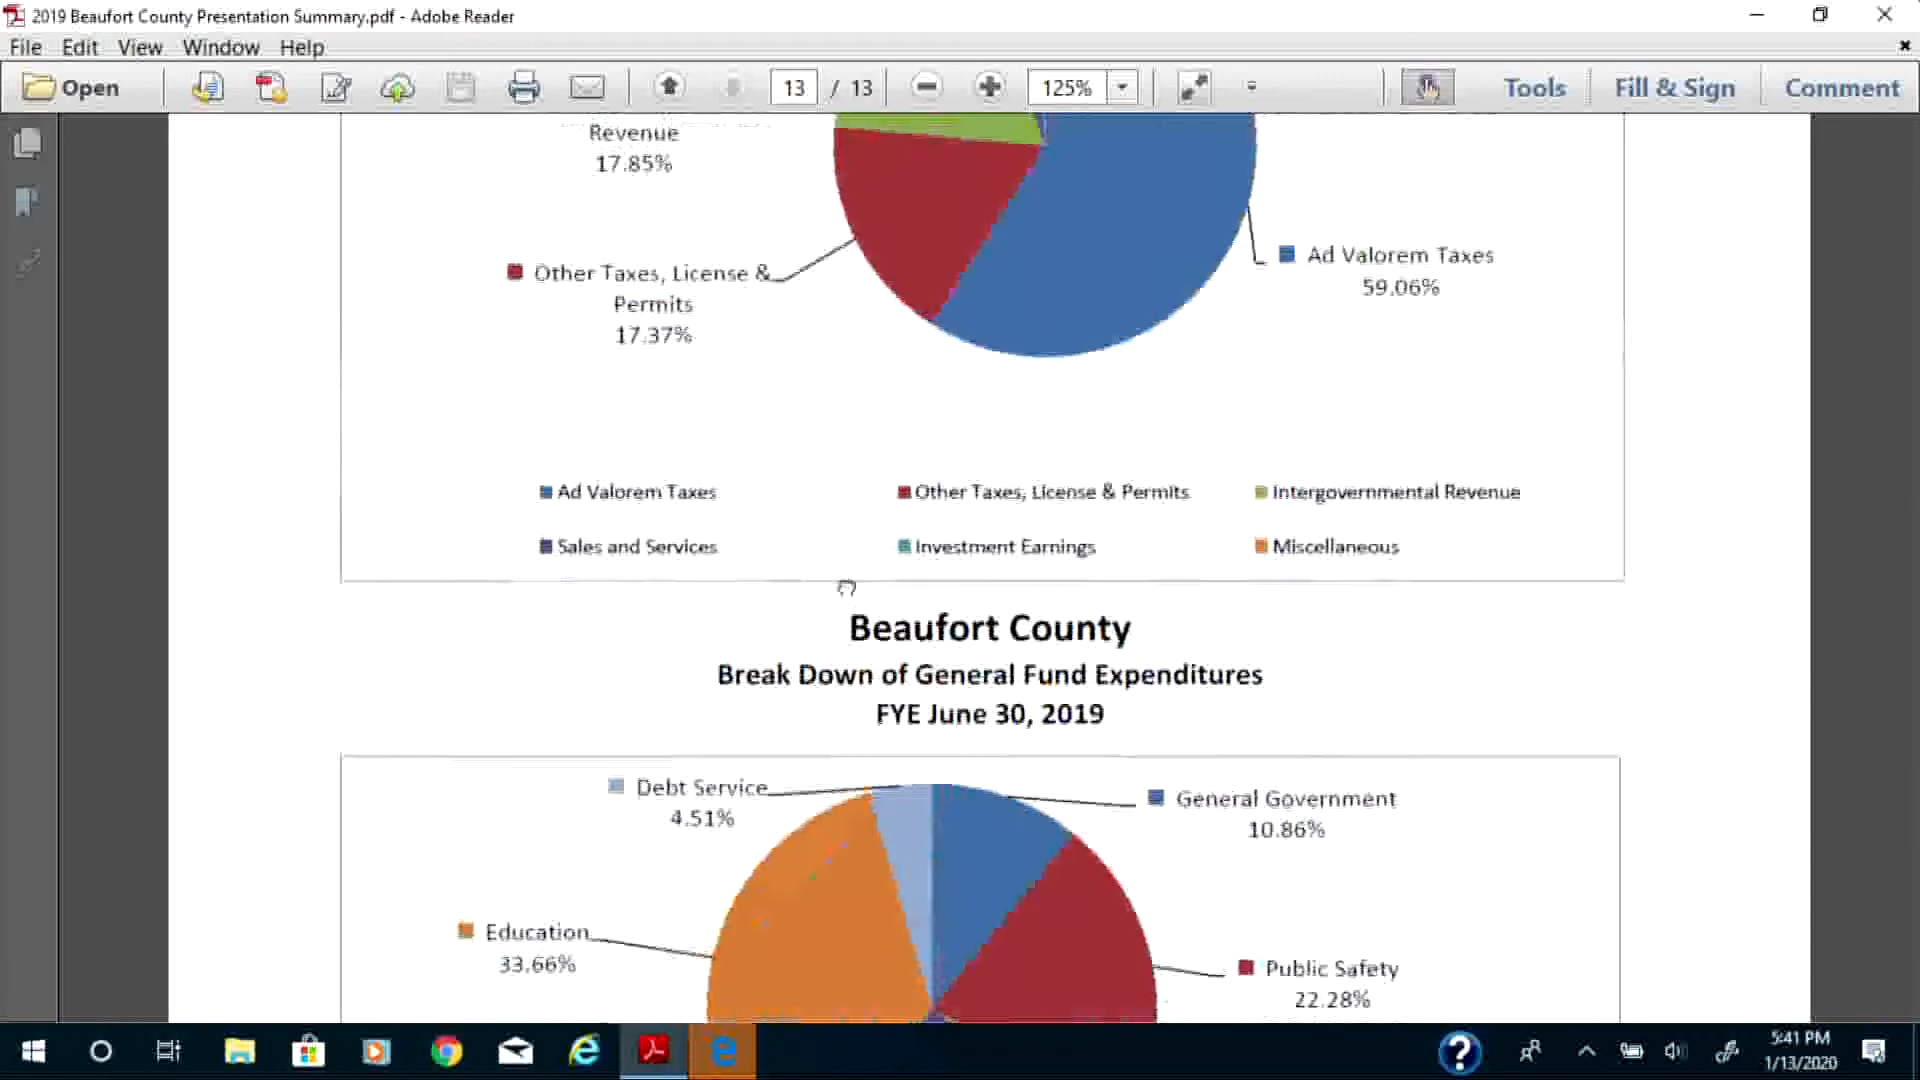 2019 Beaufort County Presentation Summary.pdf - Adobe Reader
File Edit View Window Help
Open 13 / 13 125% Tools Fill & Sign Comment
Revenue
17.85%
Other Taxes, License &
Permits
17.37%
Ad Valorem Taxes
59.06%
Ad Valorem Taxes Other Taxes, License & Permits Intergovernmental Revenue
Sales and Services Investment Earnings Miscellaneous
Beaufort County
Break Down of General Fund Expenditures
FYE June 30, 2019
Debt Service
4.51%
General Government
10.86%
Education
33.66%
Public Safety
22.28%
5:41 PM
1/13/2020